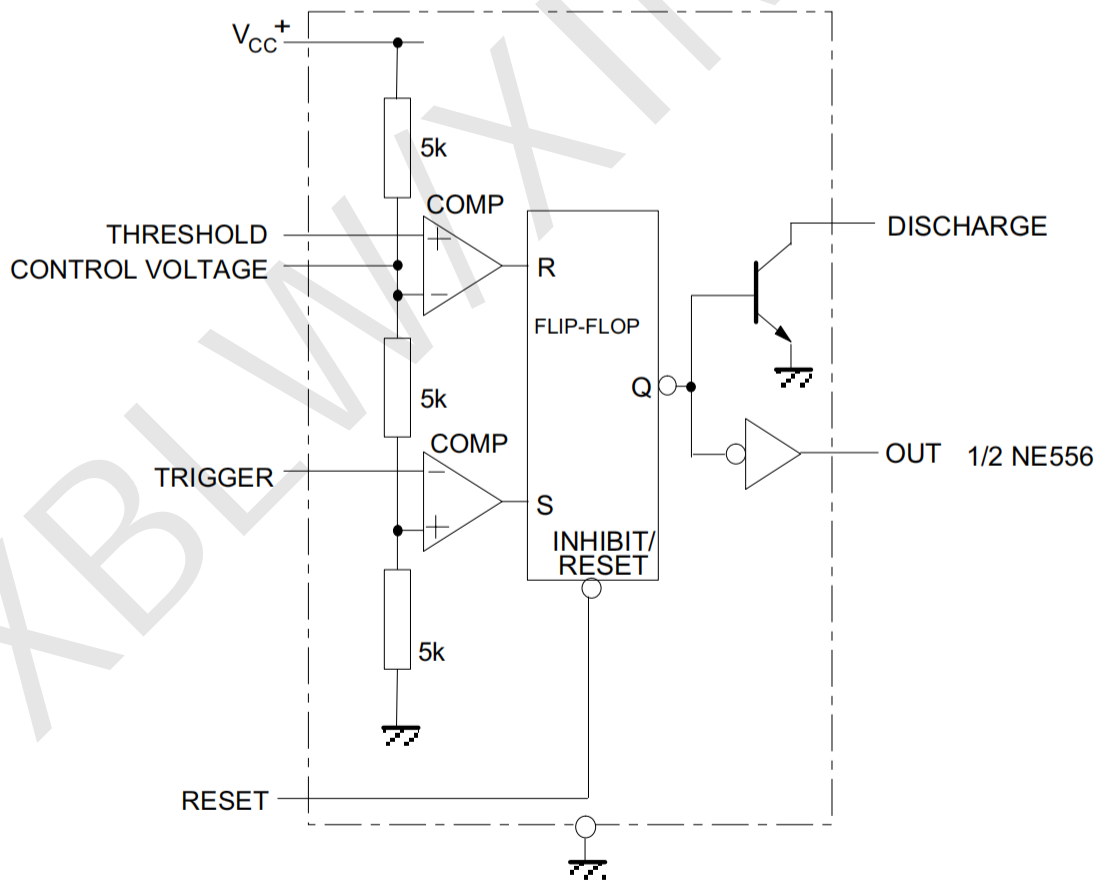 VCC+
5k
COMP
THRESHOLD
+
DISCHARGE
CONTROL VOLTAGE
R
−
FLIP-FLOP
Q
5k
COMP
OUT 1/2 NE556
TRIGGER
−
S
+
INHIBIT/
RESET
5k
RESET
XBLWXIN